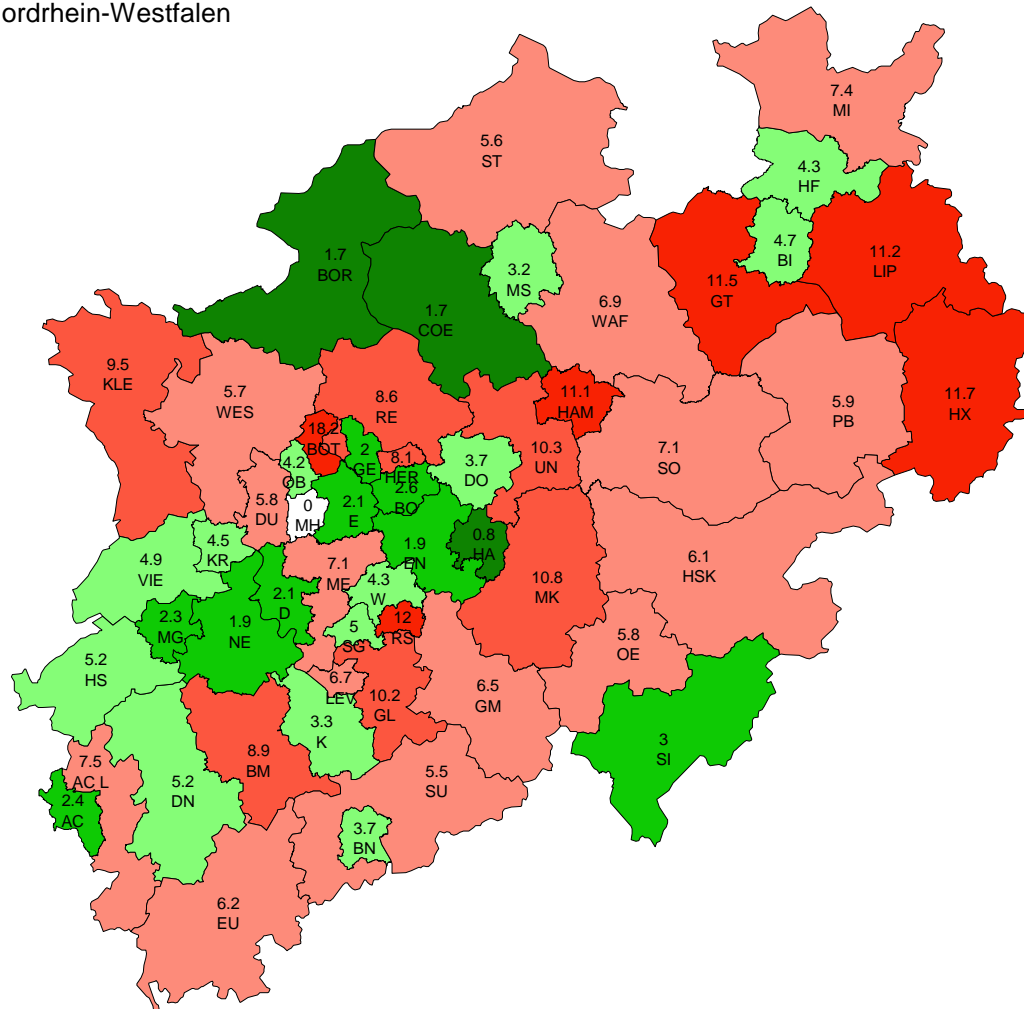 ordrhein-Westfalen
7.4
MI
5.6
ST
4.3
HF
4.7
BI
11.2
LIP
1.7
BOR
3.2
MS
11.5
GT
6.9
WAF
1.7
COE
9.5
KLE
5.7
WES
8.6
RE
11.1
HAM
5.9
PB
11.7
HX
18.2
BOT
2
GE
8.1
HER
10.3
UN
7.1
SO
4.2
OB
3.7
DO
2.6
BO
5.8
DU
0
MH
2.1
E
1.9
EN
0.8
HA
4.9
VIE
4.5
KR
7.1
ME
4.3
W
10.8
MK
6.1
HSK
2.3
MG
1.9
NE
2.1
D
5
SG
12
RS
5.8
OE
5.2
HS
6.7
LEV
10.2
GL
6.5
GM
3.3
K
3
SI
7.5
AC L
8.9
BM
5.5
SU
2.4
AC
5.2
DN
3.7
BN
6.2
EU